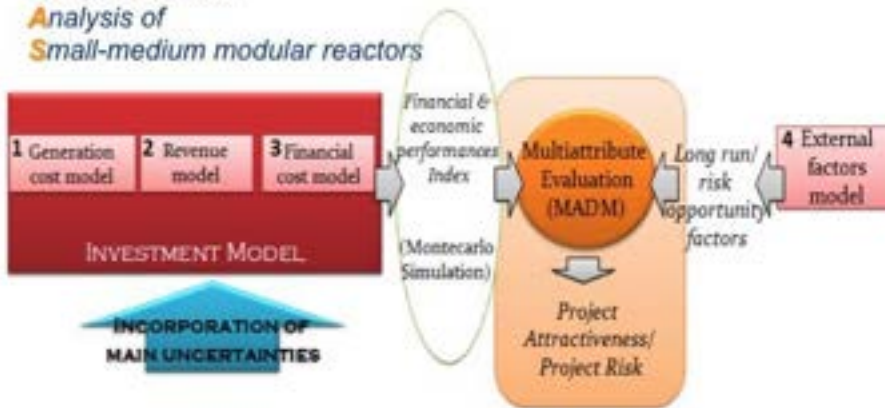 Analysis of
Small-medium modular reactors
1 Generation
cost model
2 Revenue
model
3 Financial
cost model
INVESTMENT MODEL
INCORPORATION OF
MAIN UNCERTAINTIES
Financial &
economic
performances
Index
(Montecarlo
Simulation)
Multiattribute
Evaluation
(MADM)
Project
Attractiveness/
Project Risk
Long run/
risk
opportunity
factors
4 External
factors
model